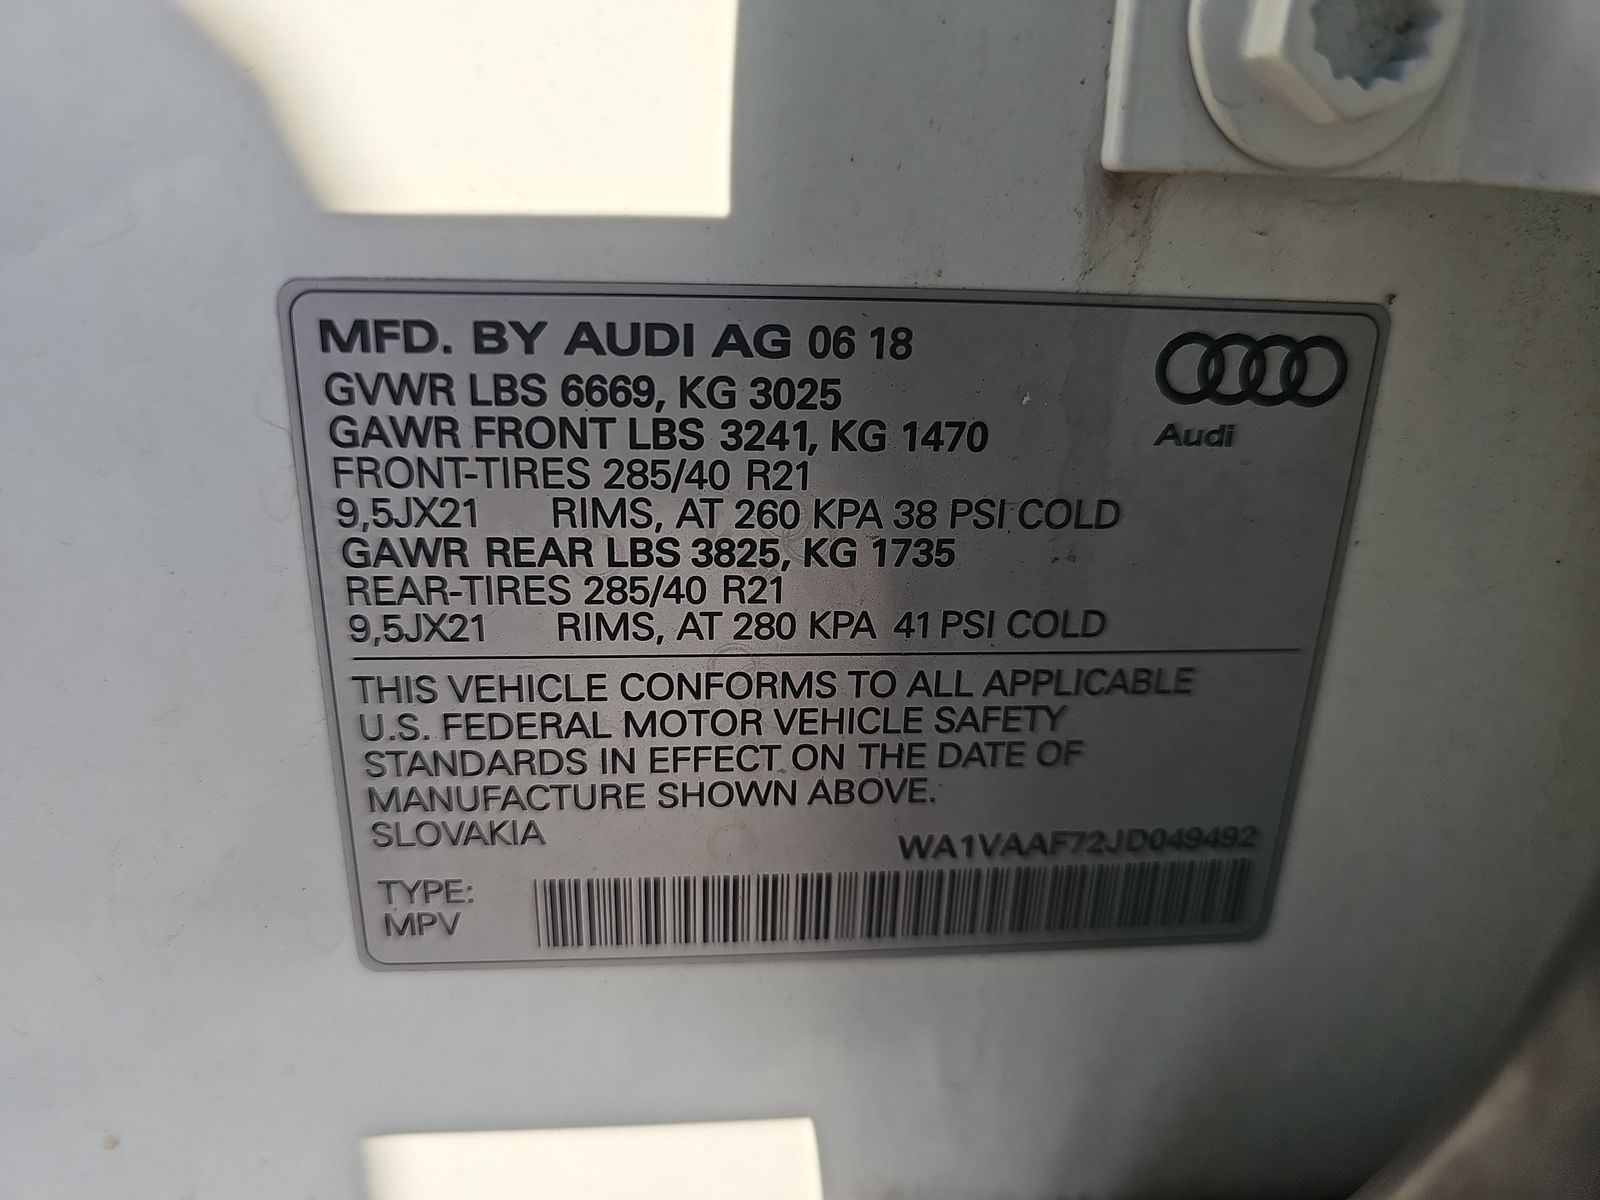 MFD. BY AUDI AG 06 18
GVWR LBS 6669, KG 3025
GAWR FRONT LBS 3241, KG 1470
FRONT-TIRES 285/40 R21
9,5JX21 RIMS, AT 260 KPA 38 PSI COLD
GAWR REAR LBS 3825, KG 1735
REAR-TIRES 285/40 R21
9,5JX21 RIMS, AT 280 KPA 41 PSI COLD
Audi
THIS VEHICLE CONFORMS TO ALL APPLICABLE
U.S. FEDERAL MOTOR VEHICLE SAFETY
STANDARDS IN EFFECT ON THE DATE OF
MANUFACTURE SHOWN ABOVE.
SLOVAKIA
WA1VAAF72JD049492
TYPE:
MPV